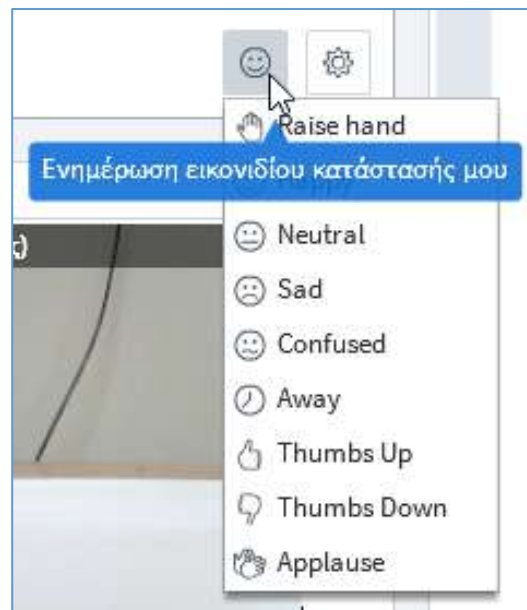 Raise hand
Ενημέρωση εικονιδίου κατάστασής μου
Neutral
ς)
Sad
Confused
Away
Thumbs Up
Thumbs Down
Applause